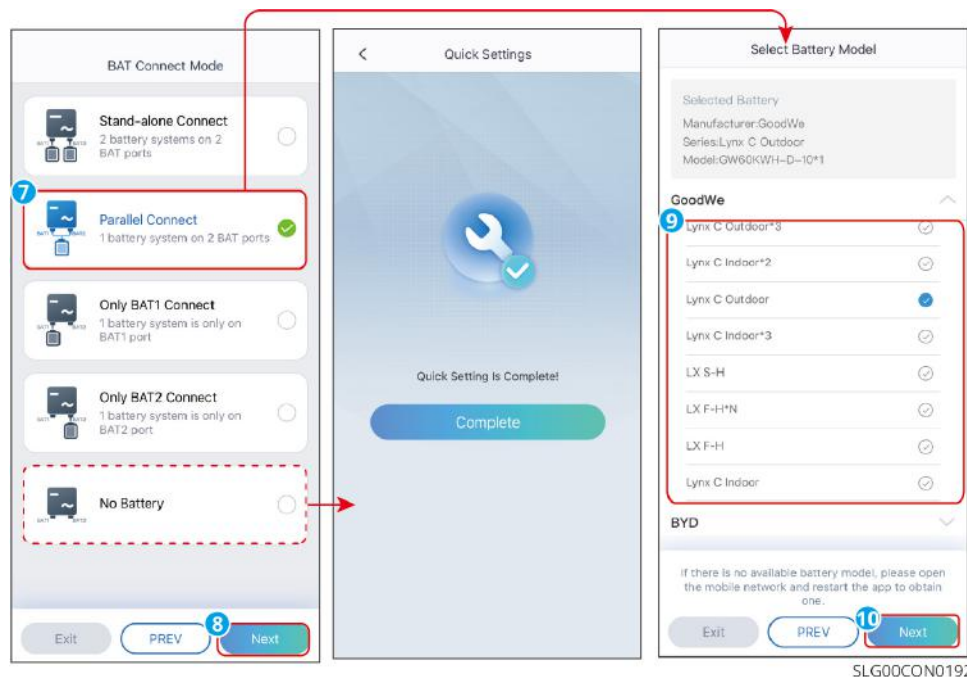 BAT Connect Mode
Stand-alone Connect
2 battery systems on 2
BAT ports
7
Parallel Connect
1 battery system on 2 BAT ports
Only BAT1 Connect
1 battery system is only on
BAT1 port
Only BAT2 Connect
1 battery system is only on
BAT2 port
No Battery
Exit
PREV
8
Next
Quick Settings
Quick Setting Is Complete!
Complete
Select Battery Model
Selected Battery
Manufacturer:GoodWe
Series:Lynx C Outdoor
Model:GW60KWH-D-10*1
GoodWe
9
Lynx C Outdoor*3
Lynx C Indoor*2
Lynx C Outdoor
Lynx C Indoor*3
LX S-H
LX F-H*N
LX F-H
Lynx C Indoor
BYD
If there is no available battery model, please open
the mobile network and restart the app to obtain
one.
Exit
PREV
10
Next
SLG00CON0192